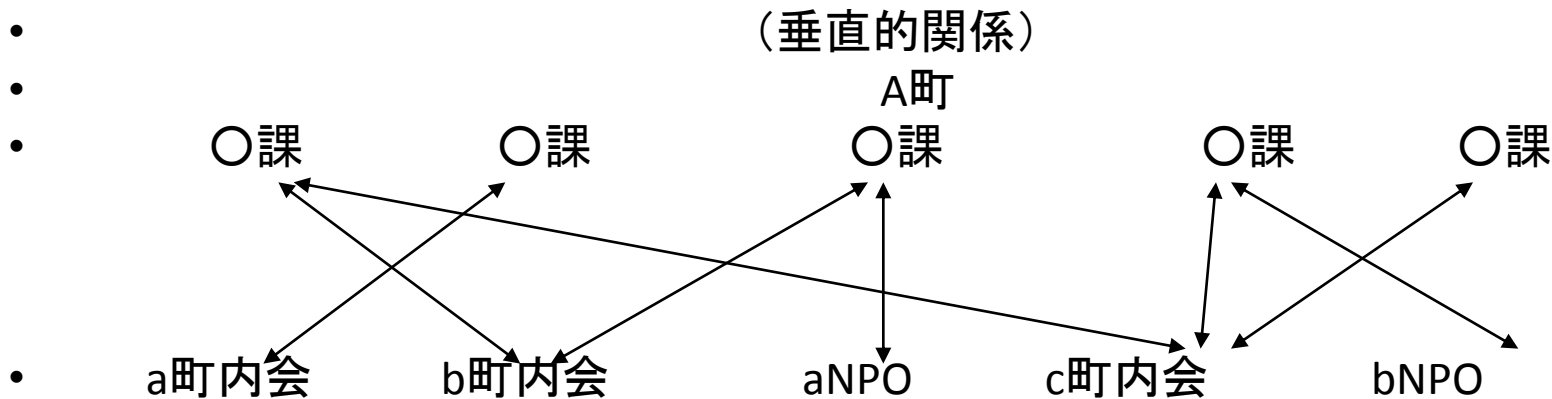 • （垂直的関係）
• A町
• 〇課 〇課 〇課 〇課 〇課
• a町内会 b町内会 aNPO c町内会 bNPO